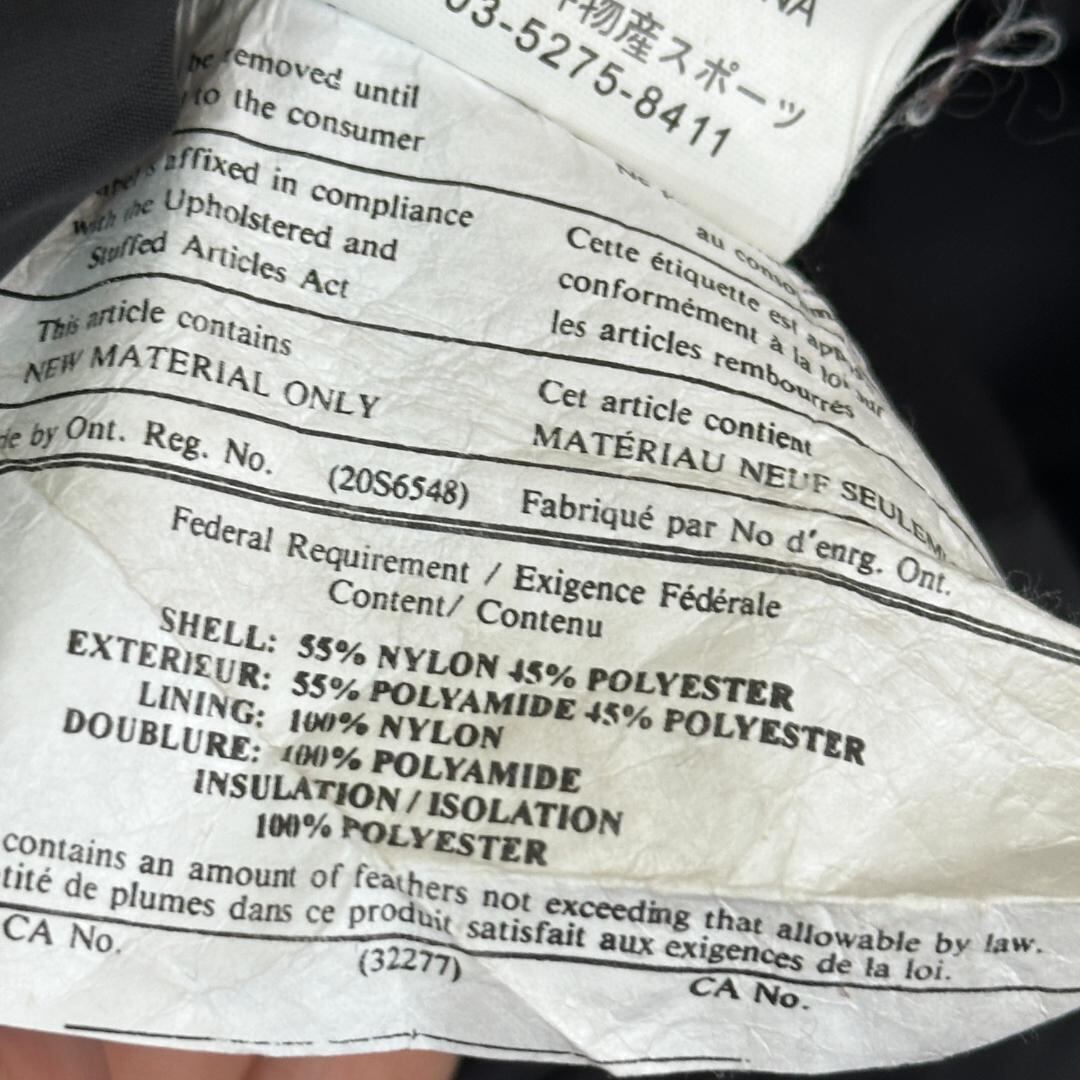 NA
物産スポーツ
03-5275-8411
be removed until
to the consumer
affixed in compliance
with the Upholstered and
Stuffed Articles Act
au
Cette étiquette est
conformément à la loi sur
les articles rembourrés
This article contains
NEW MATERIAL ONLY
Cet article contient
MATÉRIAU NEUF SEULEM
by Ont. Reg. No. (20S6548) Fabriqué par No d'enrg. Ont.
Federal Requirement / Exigence Fédérale
Content/ Contenu
SHELL: 55% NYLON 45% POLYESTER
EXTERIEUR: 55% POLYAMIDE 45% POLYESTER
LINING: 100% NYLON
DOUBLURE: 100% POLYAMIDE
INSULATION / ISOLATION
100% POLYESTER
contains an amount of feathers not exceeding that allowable by law.
tité de plumes dans ce produit satisfait aux exigences de la loi.
CA No. (32277) CA No.